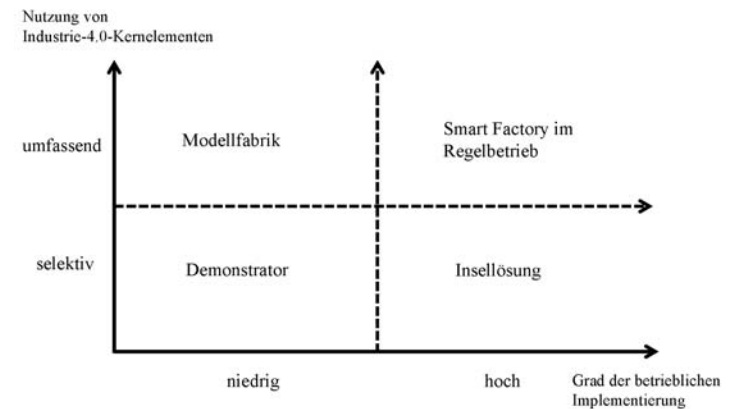 Nutzung von
Industrie-4.0-Kernelementen
umfassend
Modellfabrik
Smart Factory im
Regelbetrieb
selektiv
Demonstrator
Insellösung
niedrig
hoch
Grad der betrieblichen
Implementierung